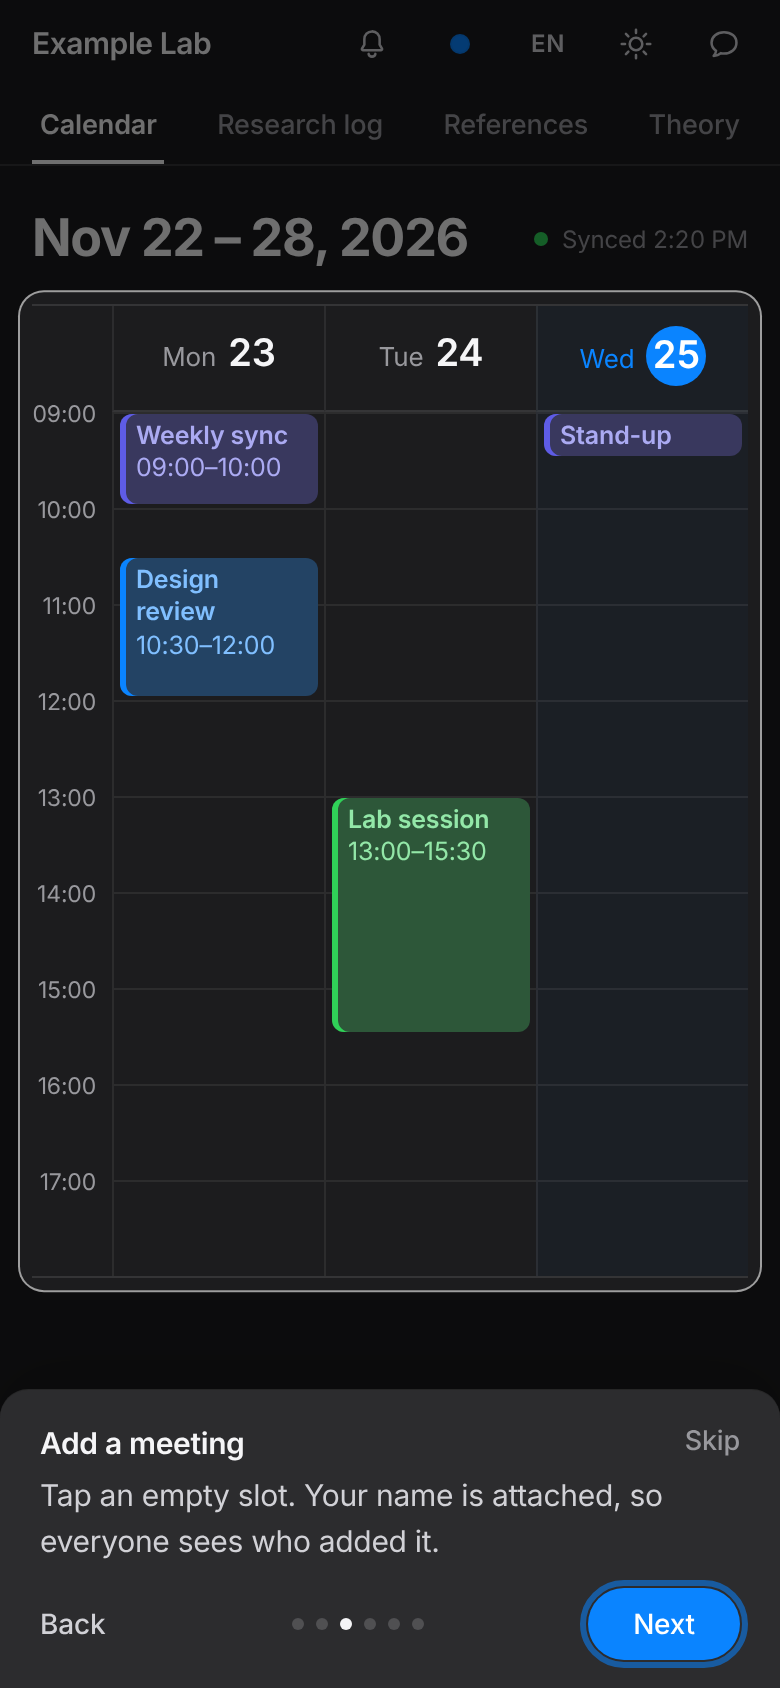 Example Lab
EN
Calendar Research log References Theory
Nov 22 – 28, 2026
Synced 2:20 PM
Mon 23 Tue 24 Wed 25
09:00
Weekly sync
09:00–10:00
Stand-up
10:00
Design
review
10:30–12:00
11:00
12:00
13:00
Lab session
13:00–15:30
14:00
15:00
16:00
17:00
Add a meeting
Skip
Tap an empty slot. Your name is attached, so
everyone sees who added it.
Back
Next